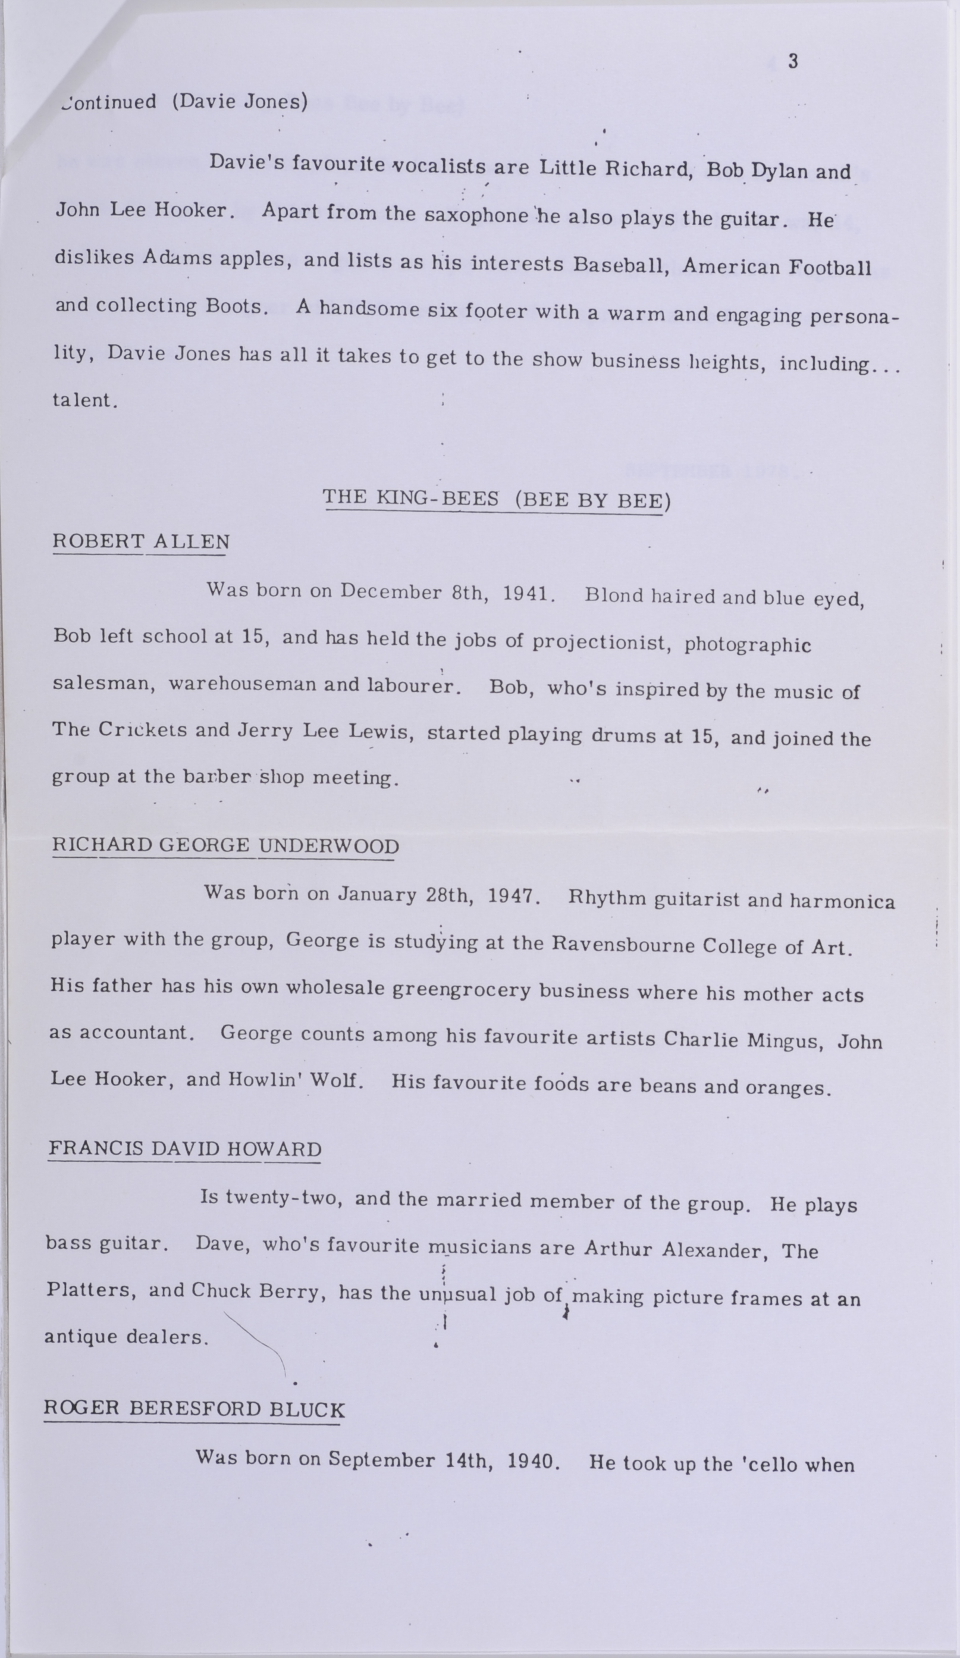 3
Continued (Davie Jones)
Davie's favourite vocalists are Little Richard, Bob Dylan and
John Lee Hooker. Apart from the saxophone he also plays the guitar. He
dislikes Adams apples, and lists as his interests Baseball, American Football
and collecting Boots. A handsome six footer with a warm and engaging persona-
lity, Davie Jones has all it takes to get to the show business heights, including...
talent.
THE KING-BEES (BEE BY BEE)
ROBERT ALLEN
Was born on December 8th, 1941. Blond haired and blue eyed,
Bob left school at 15, and has held the jobs of projectionist, photographic
salesman, warehouseman and labourer. Bob, who's inspired by the music of
The Crickets and Jerry Lee Lewis, started playing drums at 15, and joined the
group at the barber shop meeting.
RICHARD GEORGE UNDERWOOD
Was born on January 28th, 1947. Rhythm guitarist and harmonica
player with the group, George is studying at the Ravensbourne College of Art.
His father has his own wholesale greengrocery business where his mother acts
as accountant. George counts among his favourite artists Charlie Mingus, John
Lee Hooker, and Howlin' Wolf. His favourite foods are beans and oranges.
FRANCIS DAVID HOWARD
Is twenty-two, and the married member of the group. He plays
bass guitar. Dave, who's favourite musicians are Arthur Alexander, The
Platters, and Chuck Berry, has the unusual job of making picture frames at an
antique dealers.
ROGER BERESFORD BLUCK
Was born on September 14th, 1940. He took up the 'cello when